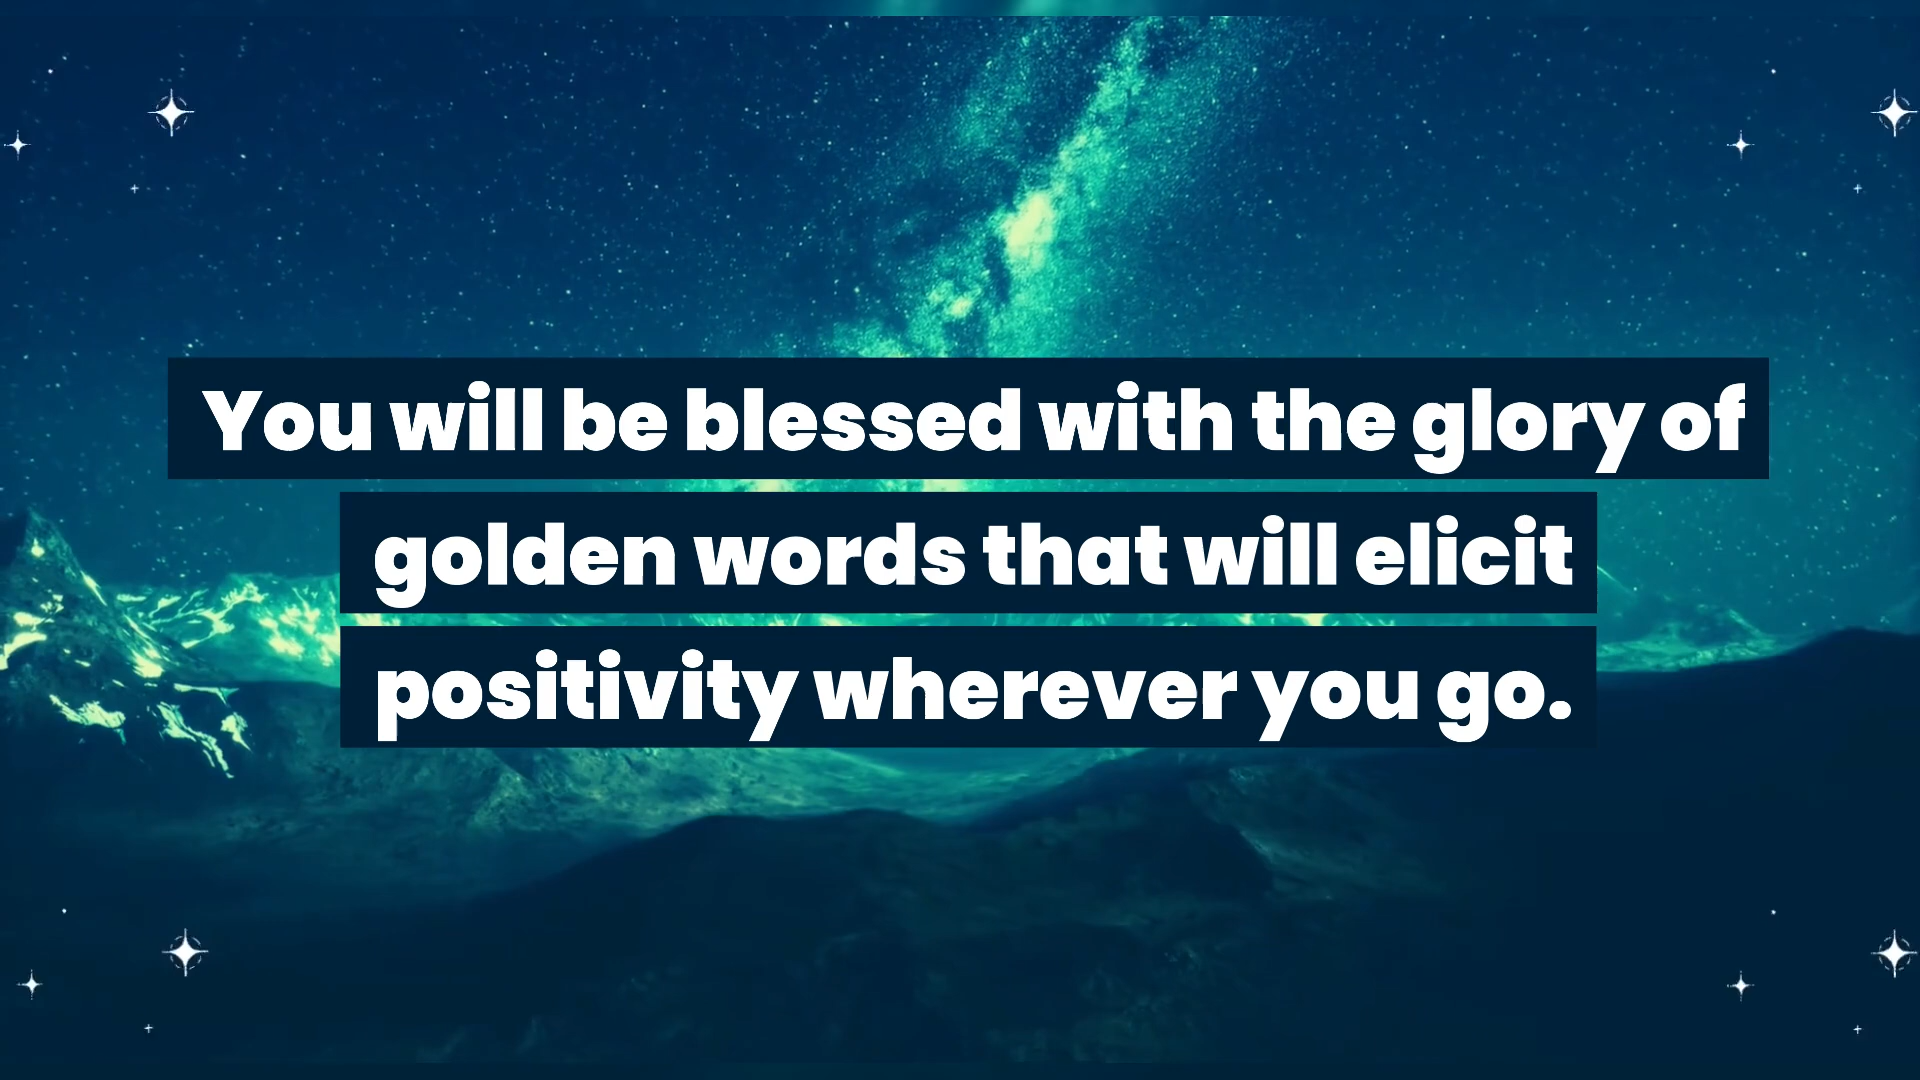 You will be blessed with the glory of
golden words that will elicit
positivity wherever you go.